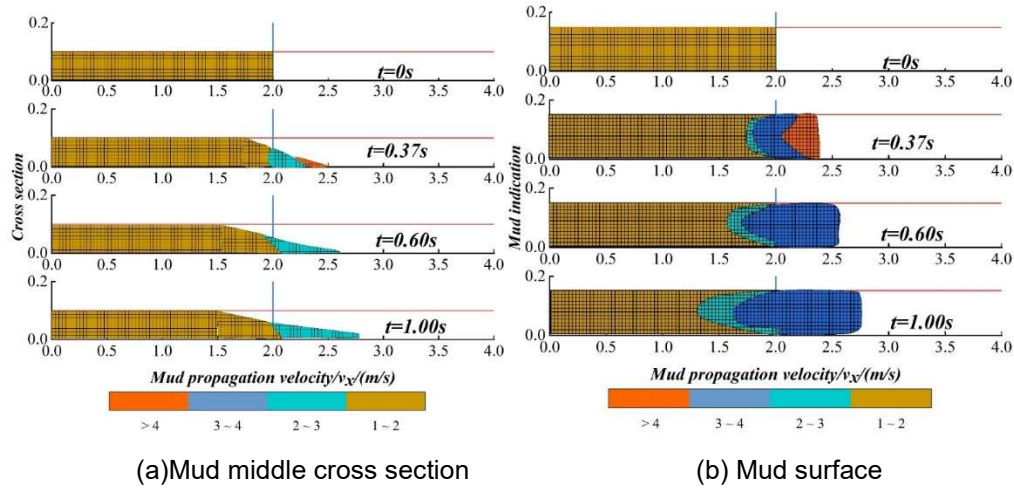 Cross section
0.2
0.0
t=0s
0.0 0.5 1.0 1.5 2.0 2.5 3.0 3.5 4.0
0.2
0.0
t=0.37s
0.0 0.5 1.0 1.5 2.0 2.5 3.0 3.5 4.0
0.2
0.0
t=0.60s
0.0 0.5 1.0 1.5 2.0 2.5 3.0 3.5 4.0
0.2
0.0
t=1.00s
0.0 0.5 1.0 1.5 2.0 2.5 3.0 3.5 4.0
Mud propagation velocity/vx/(m/s)
> 4 3 ~ 4 2 ~ 3 1 ~ 2
(a)Mud middle cross section
Mud indication
0.2
0.0
t=0s
0.0 0.5 1.0 1.5 2.0 2.5 3.0 3.5 4.0
0.2
0.0
t=0.37s
0.0 0.5 1.0 1.5 2.0 2.5 3.0 3.5 4.0
0.2
0.0
t=0.60s
0.0 0.5 1.0 1.5 2.0 2.5 3.0 3.5 4.0
0.2
0.0
t=1.00s
0.0 0.5 1.0 1.5 2.0 2.5 3.0 3.5 4.0
Mud propagation velocity/vx/(m/s)
> 4 3 ~ 4 2 ~ 3 1 ~ 2
(b) Mud surface